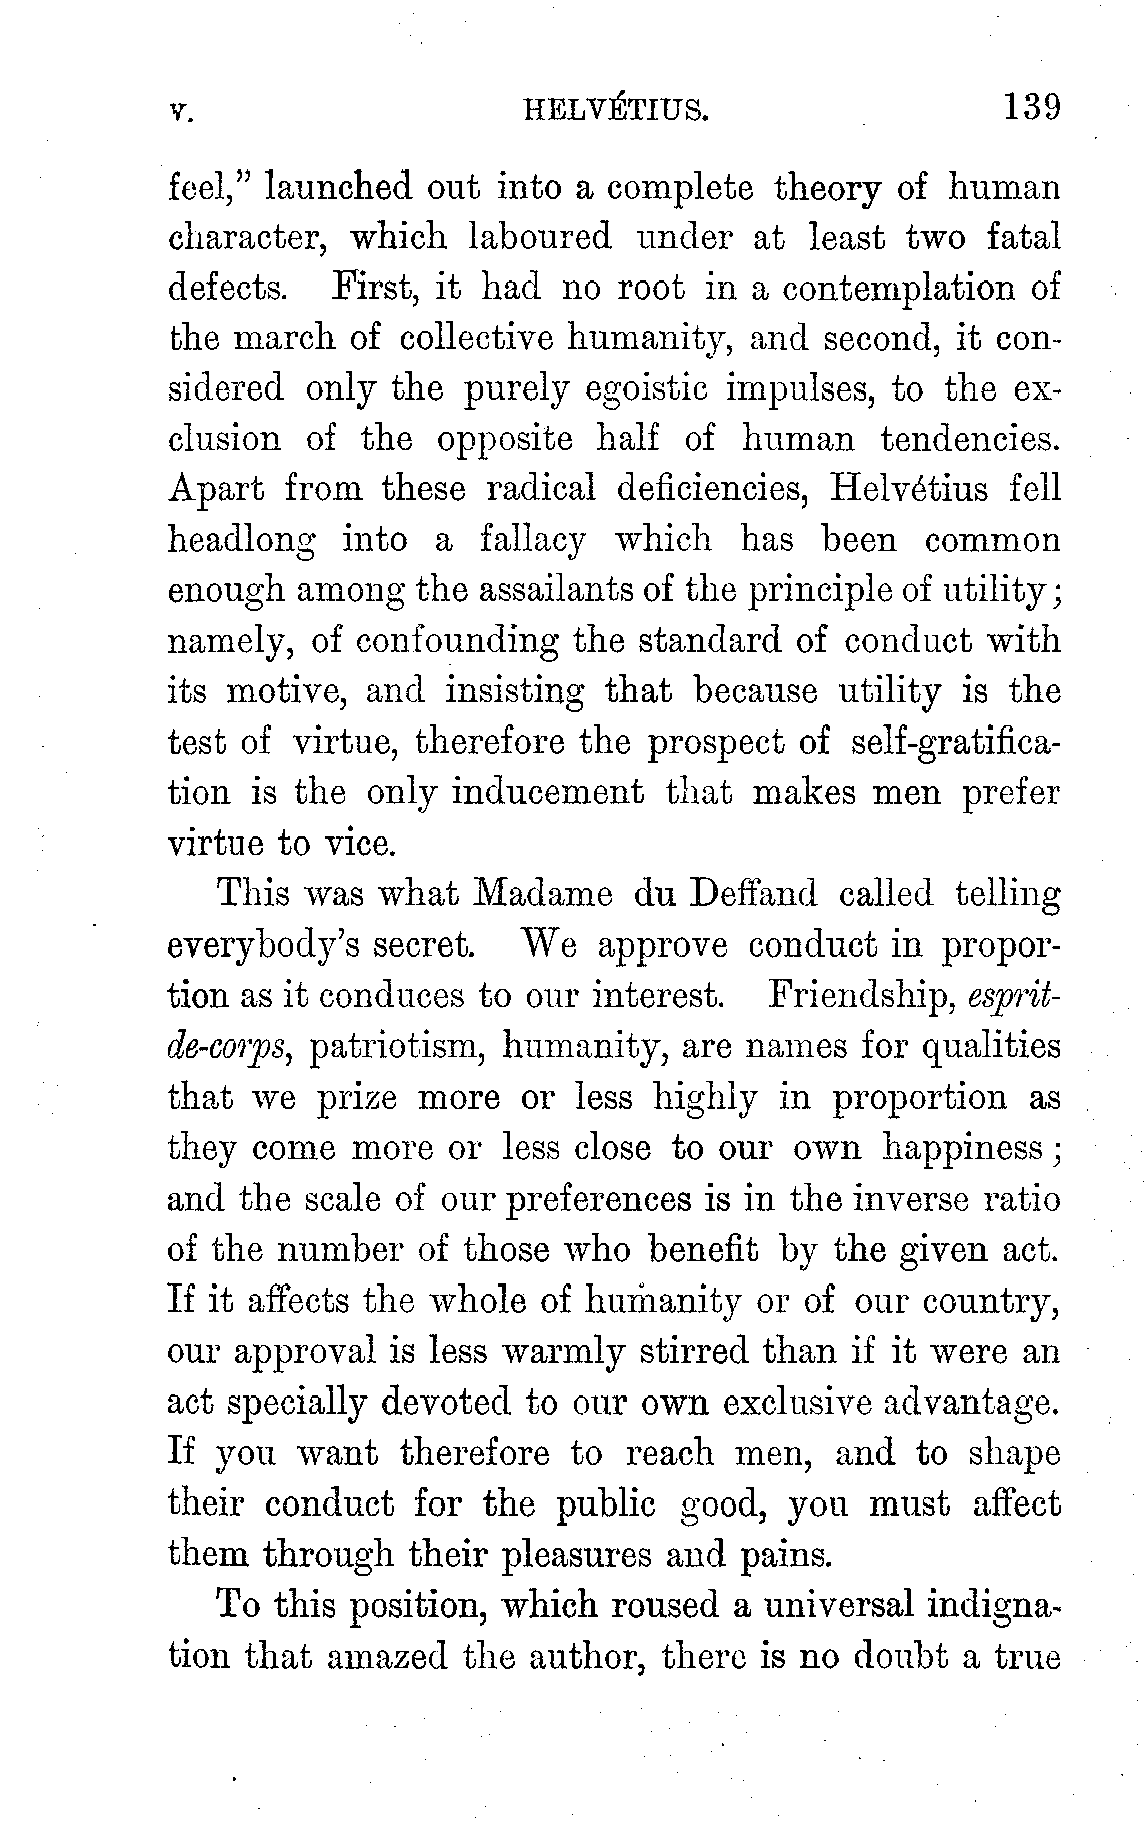 v. HELVÉTIUS. 139
feel,” launched out into a complete theory of human
character, which laboured under at least two fatal
defects. First, it had no root in a contemplation of
the march of collective humanity, and second, it con-
sidered only the purely egoistic impulses, to the ex-
clusion of the opposite half of human tendencies.
Apart from these radical deficiencies, Helvétius fell
headlong into a fallacy which has been common
enough among the assailants of the principle of utility;
namely, of confounding the standard of conduct with
its motive, and insisting that because utility is the
test of virtue, therefore the prospect of self-gratifica-
tion is the only inducement that makes men prefer
virtue to vice.
This was what Madame du Deffand called telling
everybody’s secret. We approve conduct in propor-
tion as it conduces to our interest. Friendship, esprit-
de-corps, patriotism, humanity, are names for qualities
that we prize more or less highly in proportion as
they come more or less close to our own happiness;
and the scale of our preferences is in the inverse ratio
of the number of those who benefit by the given act.
If it affects the whole of humanity or of our country,
our approval is less warmly stirred than if it were an
act specially devoted to our own exclusive advantage.
If you want therefore to reach men, and to shape
their conduct for the public good, you must affect
them through their pleasures and pains.
To this position, which roused a universal indigna-
tion that amazed the author, there is no doubt a true